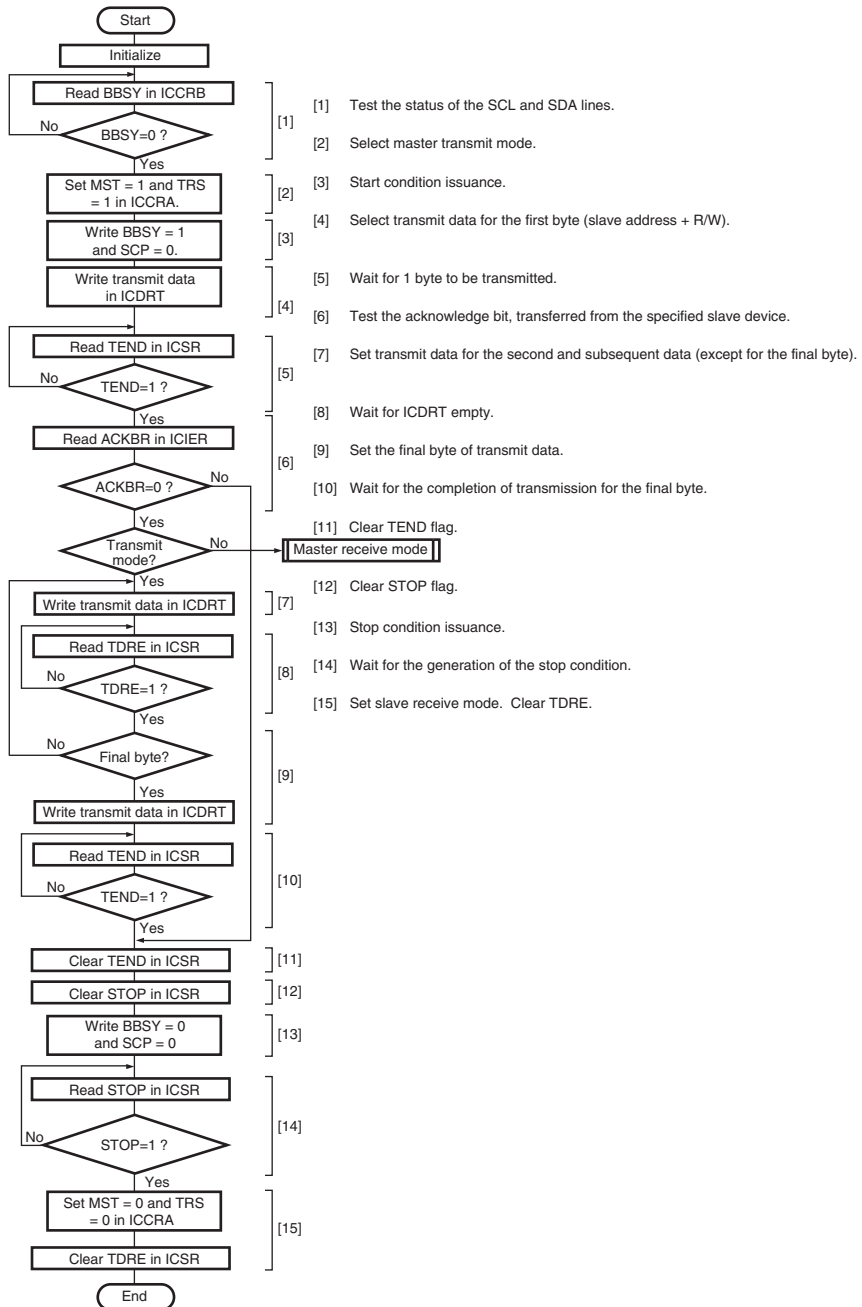 Start
Initialize
Read BBSY in ICCRB
No
BBSY=0 ?
Yes
[1]
Set MST = 1 and TRS
= 1 in ICCRA.
[2]
Write BBSY = 1
and SCP = 0.
[3]
Write transmit data
in ICDRT
[4]
Read TEND in ICSR
No
TEND=1 ?
Yes
[5]
Read ACKBR in ICIER
ACKBR=0 ?
No
Yes
[6]
Transmit
mode?
No
Master receive mode
Yes
Write transmit data in ICDRT
[7]
Read TDRE in ICSR
No
TDRE=1 ?
Yes
[8]
No
Final byte?
Yes
Write transmit data in ICDRT
[9]
Read TEND in ICSR
No
TEND=1 ?
Yes
[10]
Clear TEND in ICSR
[11]
Clear STOP in ICSR
[12]
Write BBSY = 0
and SCP = 0
[13]
Read STOP in ICSR
No
STOP=1 ?
Yes
[14]
Set MST = 0 and TRS
= 0 in ICCRA
Clear TDRE in ICSR
[15]
End
[1] Test the status of the SCL and SDA lines.
[2] Select master transmit mode.
[3] Start condition issuance.
[4] Select transmit data for the first byte (slave address + R/W).
[5] Wait for 1 byte to be transmitted.
[6] Test the acknowledge bit, transferred from the specified slave device.
[7] Set transmit data for the second and subsequent data (except for the final byte).
[8] Wait for ICDRT empty.
[9] Set the final byte of transmit data.
[10] Wait for the completion of transmission for the final byte.
[11] Clear TEND flag.
[12] Clear STOP flag.
[13] Stop condition issuance.
[14] Wait for the generation of the stop condition.
[15] Set slave receive mode. Clear TDRE.